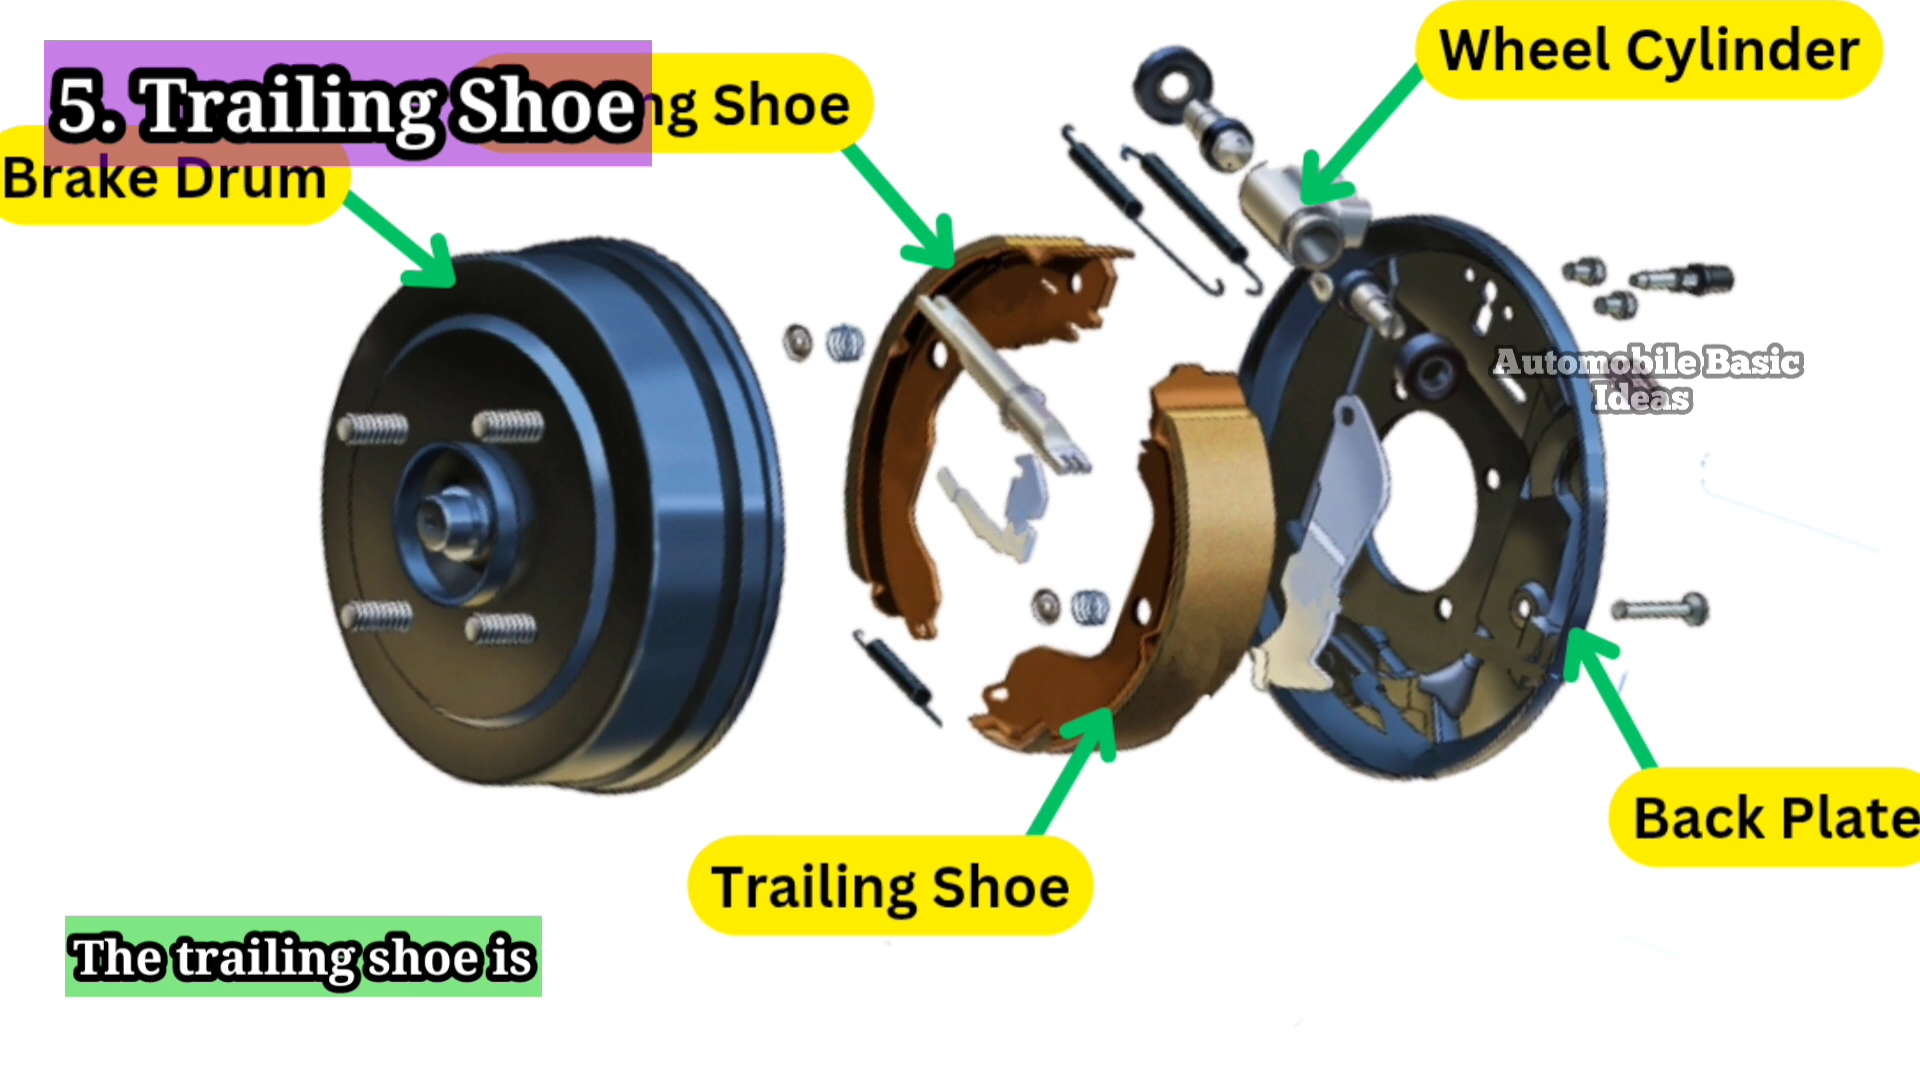 Wheel Cylinder
5. Trailing Shoe
ng Shoe
Brake Drum
Automobile Basic
Ideas
Back Plate
Trailing Shoe
The trailing shoe is